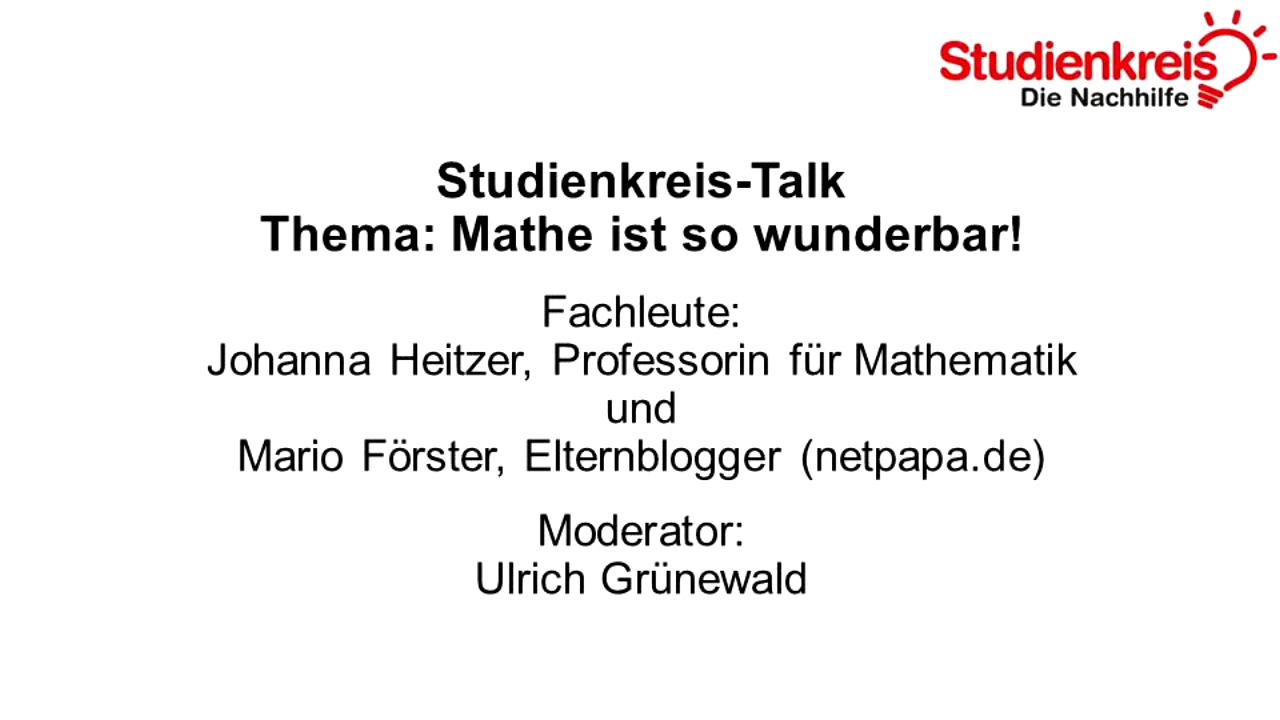 Studienkreis
Die Nachhilfe
Studienkreis-Talk
Thema: Mathe ist so wunderbar!
Fachleute:
Johanna Heitzer, Professorin für Mathematik
und
Mario Förster, Elternblogger (netpapa.de)
Moderator:
Ulrich Grünewald